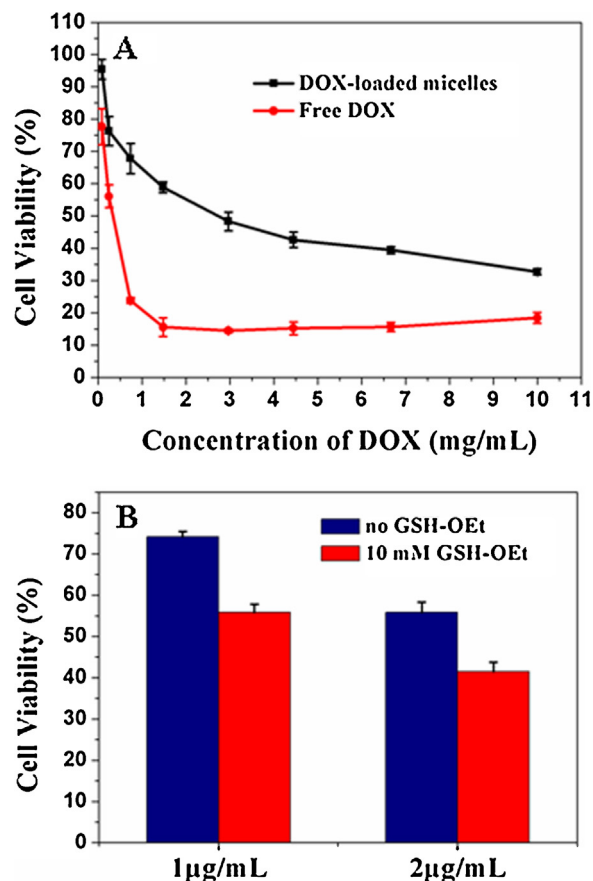 A
110
100
90
80
70
60
50
40
30
20
10
0
Cell Viability (%)
DOX-loaded micelles
Free DOX
0 1 2 3 4 5 6 7 8 9 10 11
Concentration of DOX (mg/mL)
B
80
70
60
50
40
30
20
10
0
Cell Viability (%)
no GSH-OEt
10 mM GSH-OEt
1μg/mL 2μg/mL